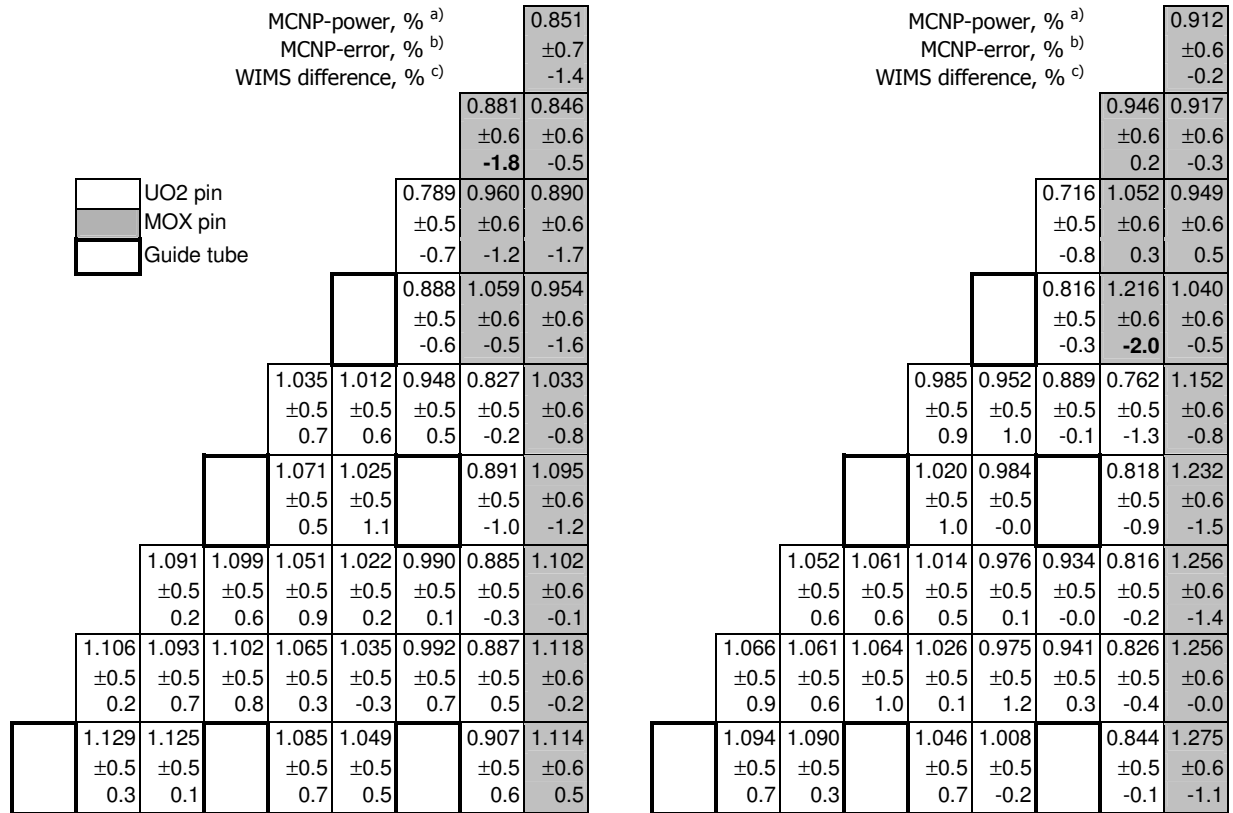 MCNP-power, % a) 0.851
MCNP-error, % b) ±0.7
WIMS difference, % c) -1.4
0.881 0.846
±0.6 ±0.6
-1.8 -0.5
UO2 pin 0.789 0.960 0.890
MOX pin ±0.5 ±0.6 ±0.6
Guide tube -0.7 -1.2 -1.7
0.888 1.059 0.954
±0.5 ±0.6 ±0.6
-0.6 -0.5 -1.6
1.035 1.012 0.948 0.827 1.033
±0.5 ±0.5 ±0.5 ±0.5 ±0.6
0.7 0.6 0.5 -0.2 -0.8
1.071 1.025 0.891 1.095
±0.5 ±0.5 ±0.5 ±0.6
0.5 1.1 -1.0 -1.2
1.091 1.099 1.051 1.022 0.990 0.885 1.102
±0.5 ±0.5 ±0.5 ±0.5 ±0.5 ±0.5 ±0.6
0.2 0.6 0.9 0.2 0.1 -0.3 -0.1
1.106 1.093 1.102 1.065 1.035 0.992 0.887 1.118
±0.5 ±0.5 ±0.5 ±0.5 ±0.5 ±0.5 ±0.5 ±0.6
0.2 0.7 0.8 0.3 -0.3 0.7 0.5 -0.2
1.129 1.125 1.085 1.049 0.907 1.114
±0.5 ±0.5 ±0.5 ±0.5 ±0.5 ±0.6
0.3 0.1 0.7 0.5 0.6 0.5
MCNP-power, % a) 0.912
MCNP-error, % b) ±0.6
WIMS difference, % c) -0.2
0.946 0.917
±0.6 ±0.6
0.2 -0.3
0.716 1.052 0.949
±0.5 ±0.6 ±0.6
-0.8 0.3 0.5
0.816 1.216 1.040
±0.5 ±0.6 ±0.6
-0.3 -2.0 -0.5
0.985 0.952 0.889 0.762 1.152
±0.5 ±0.5 ±0.5 ±0.5 ±0.6
0.9 1.0 -0.1 -1.3 -0.8
1.020 0.984 0.818 1.232
±0.5 ±0.5 ±0.5 ±0.6
1.0 -0.0 -0.9 -1.5
1.052 1.061 1.014 0.976 0.934 0.816 1.256
±0.5 ±0.5 ±0.5 ±0.5 ±0.5 ±0.5 ±0.6
0.6 0.6 0.5 0.1 -0.0 -0.2 -1.4
1.066 1.061 1.064 1.026 0.975 0.941 0.826 1.256
±0.5 ±0.5 ±0.5 ±0.5 ±0.5 ±0.5 ±0.5 ±0.6
0.9 0.6 1.0 0.1 1.2 0.3 -0.4 -0.0
1.094 1.090 1.046 1.008 0.844 1.275
±0.5 ±0.5 ±0.5 ±0.5 ±0.5 ±0.6
0.7 0.3 0.7 -0.2 -0.1 -1.1